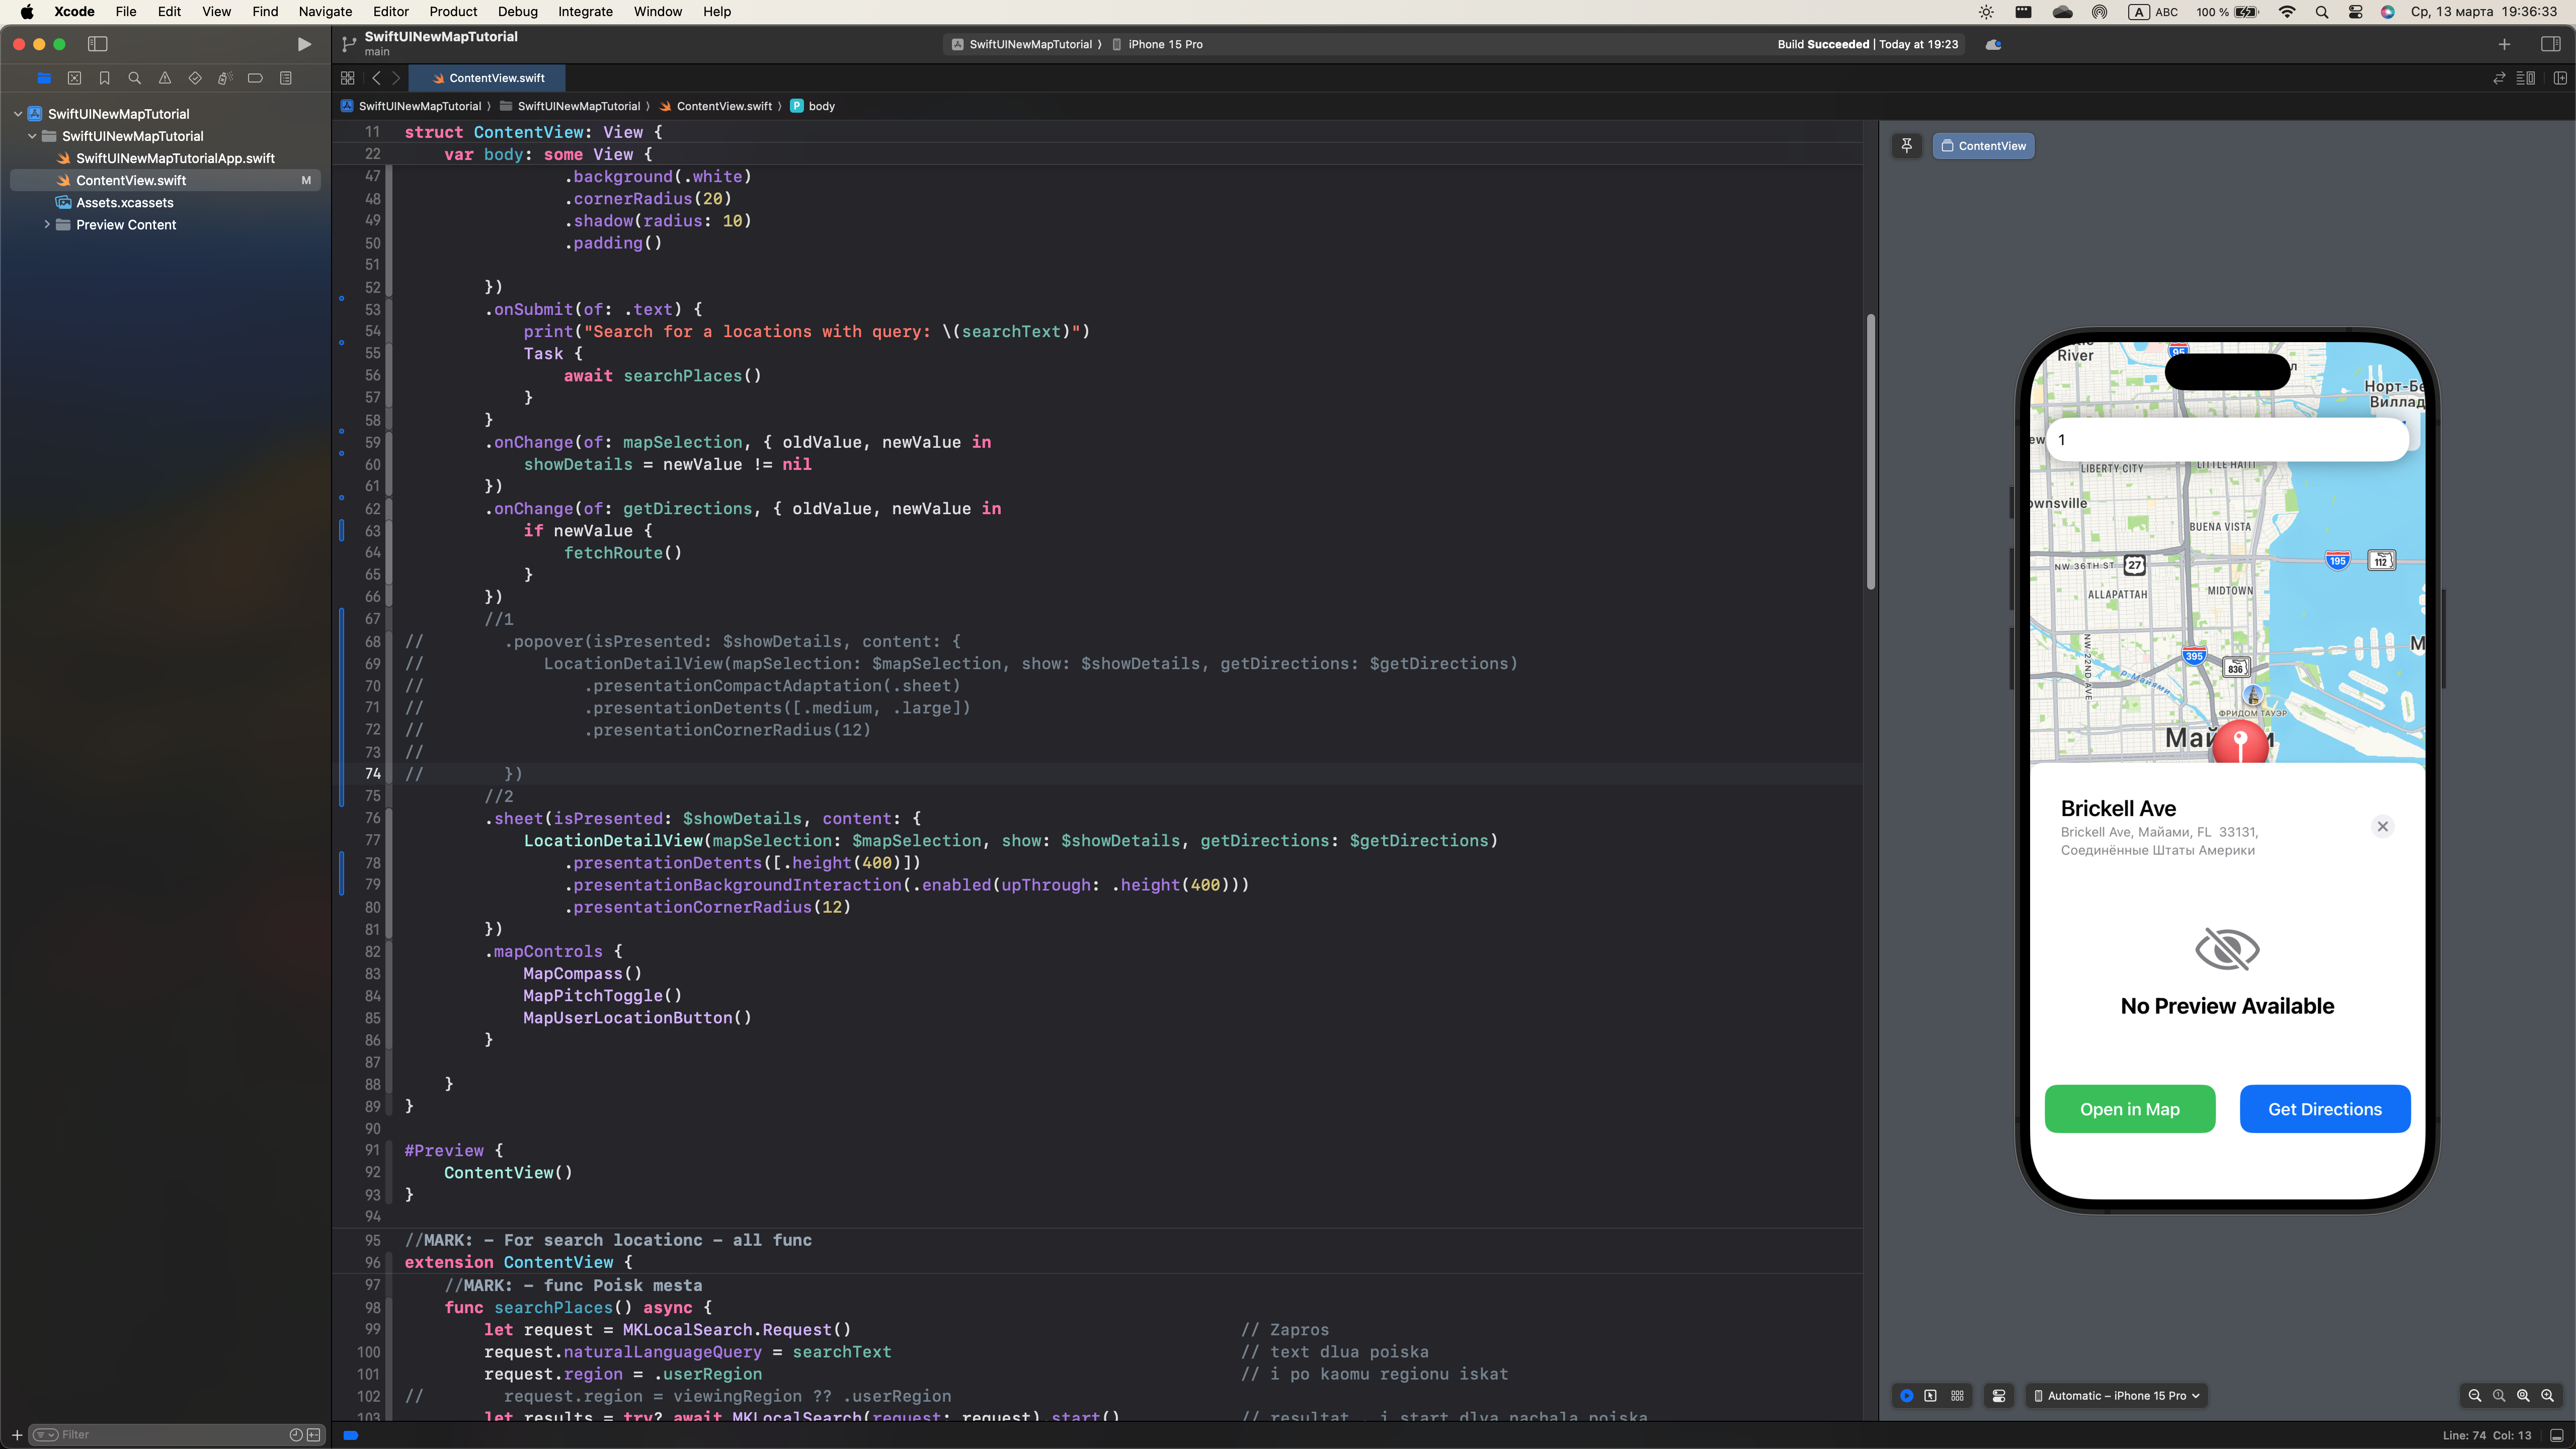 Xcode File Edit View Find Navigate Editor Product Debug Integrate Window Help
A ABC 100 % Ср, 13 марта 19:36:33
SwiftUINewMapTutorial
main
SwiftUINewMapTutorial ⟩ iPhone 15 Pro
Build Succeeded | Today at 19:23
ContentView.swift
SwiftUINewMapTutorial ⟩ SwiftUINewMapTutorial ⟩ ContentView.swift ⟩ P body
SwiftUINewMapTutorial
SwiftUINewMapTutorial
SwiftUINewMapTutorialApp.swift
ContentView.swift M
Assets.xcassets
Preview Content
Filter
11 struct ContentView: View {
22 var body: some View {
47 .background(.white)
48 .cornerRadius(20)
49 .shadow(radius: 10)
50 .padding()
51
52 })
53 .onSubmit(of: .text) {
54 print("Search for a locations with query: \(searchText)")
55 Task {
56 await searchPlaces()
57 }
58 }
59 .onChange(of: mapSelection, { oldValue, newValue in
60 showDetails = newValue != nil
61 })
62 .onChange(of: getDirections, { oldValue, newValue in
63 if newValue {
64 fetchRoute()
65 }
66 })
67 //1
68 // .popover(isPresented: $showDetails, content: {
69 // LocationDetailView(mapSelection: $mapSelection, show: $showDetails, getDirections: $getDirections)
70 // .presentationCompactAdaptation(.sheet)
71 // .presentationDetents([.medium, .large])
72 // .presentationCornerRadius(12)
73 //
74 // })
75 //2
76 .sheet(isPresented: $showDetails, content: {
77 LocationDetailView(mapSelection: $mapSelection, show: $showDetails, getDirections: $getDirections)
78 .presentationDetents([.height(400)])
79 .presentationBackgroundInteraction(.enabled(upThrough: .height(400)))
80 .presentationCornerRadius(12)
81 })
82 .mapControls {
83 MapCompass()
84 MapPitchToggle()
85 MapUserLocationButton()
86 }
87
88 }
89 }
90
91 #Preview {
92 ContentView()
93 }
94
95 //MARK: - For search locationc - all func
96 extension ContentView {
97 //MARK: - func Poisk mesta
98 func searchPlaces() async {
99 let request = MKLocalSearch.Request() // Zapros
100 request.naturalLanguageQuery = searchText // text dlua poiska
101 request.region = .userRegion // i po kaomu regionu iskat
102 // request.region = viewingRegion ?? .userRegion
103 let results = try? await MKLocalSearch(request: request).start() // resultat , i start dlya nachala poiska
ContentView
River
95
Норт-Бе
Виллад
1
LIBERTY CITY
LITTLE HAITI
ownsville
BUENA VISTA
195
112
NW 36TH ST
27
ALLAPATTAH
MIDTOWN
NW 22ND AVE
395
836
М
р. Майами
ФРИДОМ ТАУЭР
Май и
Brickell Ave
Brickell Ave, Майами, FL 33131,
Соединённые Штаты Америки
No Preview Available
Open in Map
Get Directions
Automatic – iPhone 15 Pro
Line: 74 Col: 13